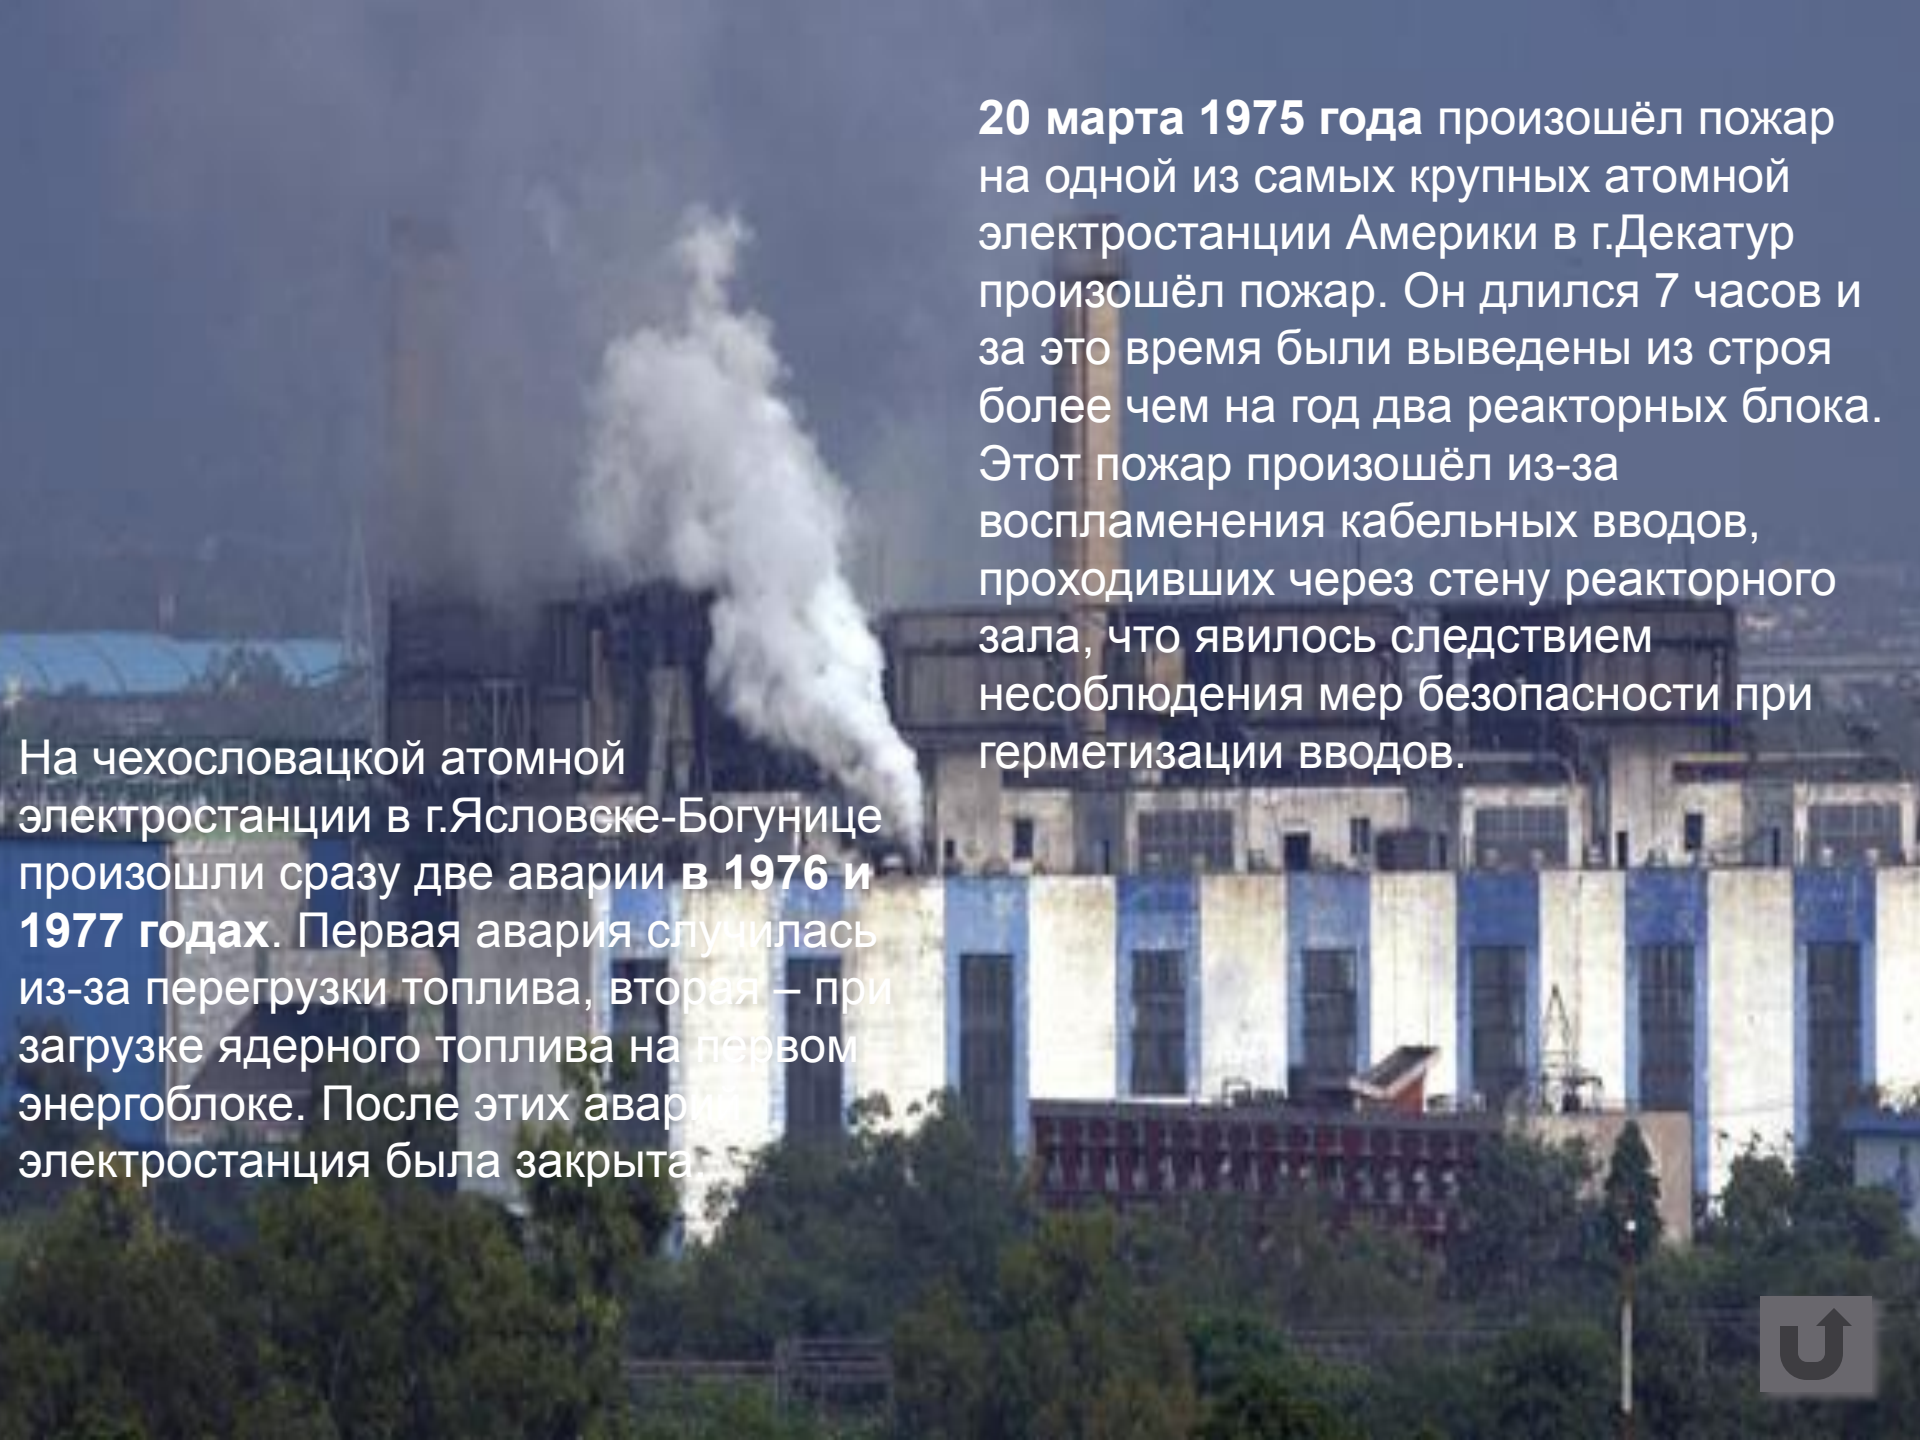 20 марта 1975 года произошёл пожар
на одной из самых крупных атомной
электростанции Америки в г.Декатур
произошёл пожар. Он длился 7 часов и
за это время были выведены из строя
более чем на год два реакторных блока.
Этот пожар произошёл из-за
воспламенения кабельных вводов,
проходивших через стену реакторного
зала, что явилось следствием
несоблюдения мер безопасности при
герметизации вводов.
На чехословацкой атомной
электростанции в г.Ясловске-Богунице
произошли сразу две аварии в 1976 и
1977 годах. Первая авария случилась
из-за перегрузки топлива, вторая – при
загрузке ядерного топлива на первом
энергоблоке. После этих аварий
электростанция была закрыта.